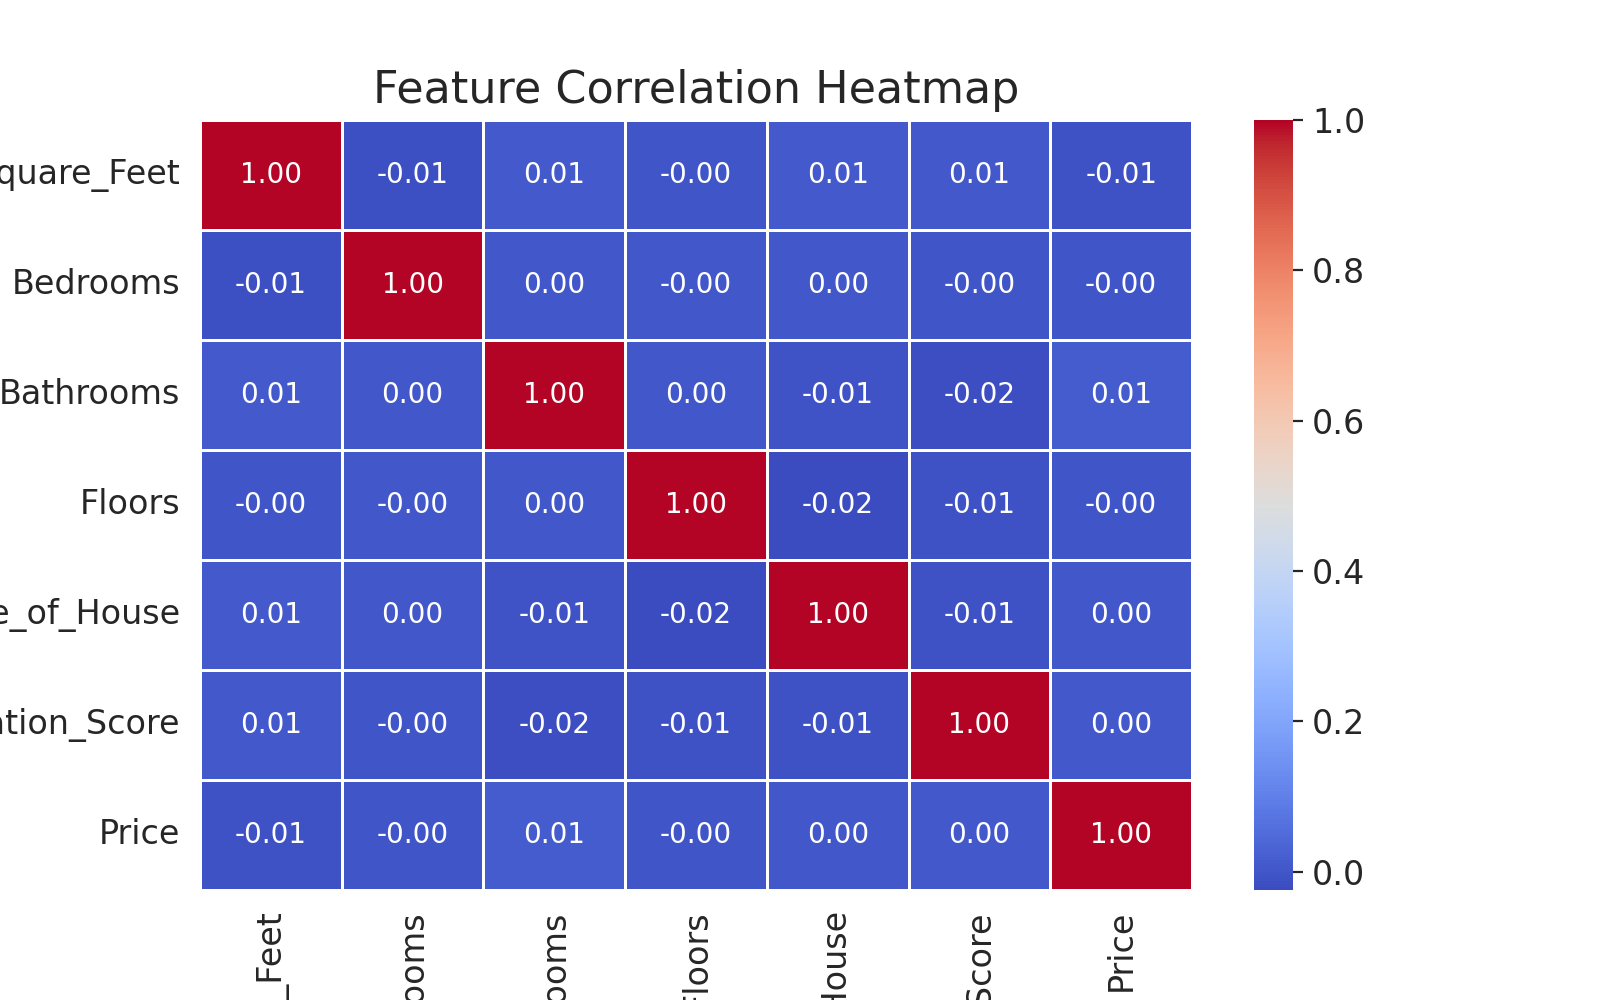 Feature Correlation Heatmap
quare_Feet 1.00 -0.01 0.01 -0.00 0.01 0.01 -0.01
Bedrooms -0.01 1.00 0.00 -0.00 0.00 -0.00 -0.00
Bathrooms 0.01 0.00 1.00 0.00 -0.01 -0.02 0.01
Floors -0.00 -0.00 0.00 1.00 -0.02 -0.01 -0.00
e_of_House 0.01 0.00 -0.01 -0.02 1.00 -0.01 0.00
ation_Score 0.01 -0.00 -0.02 -0.01 -0.01 1.00 0.00
Price -0.01 -0.00 0.01 -0.00 0.00 0.00 1.00
_Feet
ooms
ooms
Floors
House
Score
Price
1.0
0.8
0.6
0.4
0.2
0.0